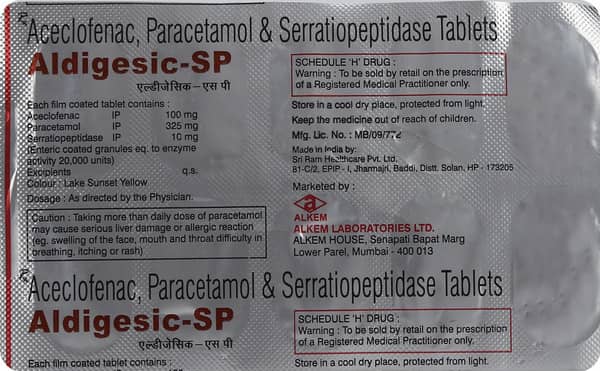 Aceclofenac, Paracetamol & Serratiopeptidase Tablets
Aldigesic-SP
एल्डीजेसिक-एस पी
Each film coated tablet contains :
Aceclofenac IP 100 mg
Paracetamol IP 325 mg
Serratiopeptidase IP 10 mg
(Enteric coated granules eq. to enzyme
activity 20,000 units)
Excipients q.s.
Colour : Lake Sunset Yellow
Dosage : As directed by the Physician.
Caution : Taking more than daily dose of paracetamol
may cause serious liver damage or allergic reaction
(eg. swelling of the face, mouth and throat difficulty in
breathing, itching or rash)
SCHEDULE 'H' DRUG :
Warning : To be sold by retail on the prescription
of a Registered Medical Practitioner only.
Store in a cool dry place, protected from light.
Keep the medicine out of reach of children.
Mfg. Lic. No. : MB/09/772
Made in India by:
Sri Ram Healthcare Pvt. Ltd.
81-C/2, EPIP - I, Jharmajri, Baddi, Distt. Solan, HP - 173205
Marketed by :
a
ALKEM
ALKEM LABORATORIES LTD.
ALKEM HOUSE, Senapati Bapat Marg
Lower Parel, Mumbai - 400 013
Aceclofenac, Paracetamol & Serratiopeptidase Tablets
Aldigesic-SP
एल्डीजेसिक-एस पी
Each film coated tablet contains :
SCHEDULE 'H' DRUG :
Warning : To be sold by retail on the prescription
of a Registered Medical Practitioner only.
Store in a cool dry place, protected from light.